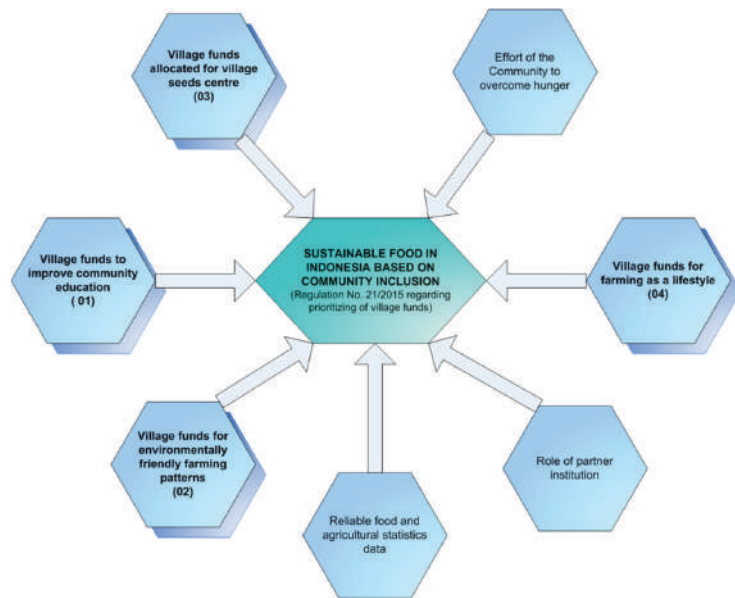 Village funds
allocated for village
seeds centre
(03)
Effort of the
Community to
overcome hunger
Village funds to
improve community
education
( 01)
SUSTAINABLE FOOD IN
INDONESIA BASED ON
COMMUNITY INCLUSION
(Regulation No. 21/2015 regarding
prioritizing of village funds)
Village funds for
farming as a lifestyle
(04)
Village funds for
environmentally
friendly farming
patterns
(02)
Reliable food and
agricultural statistics
data
Role of partner
institution